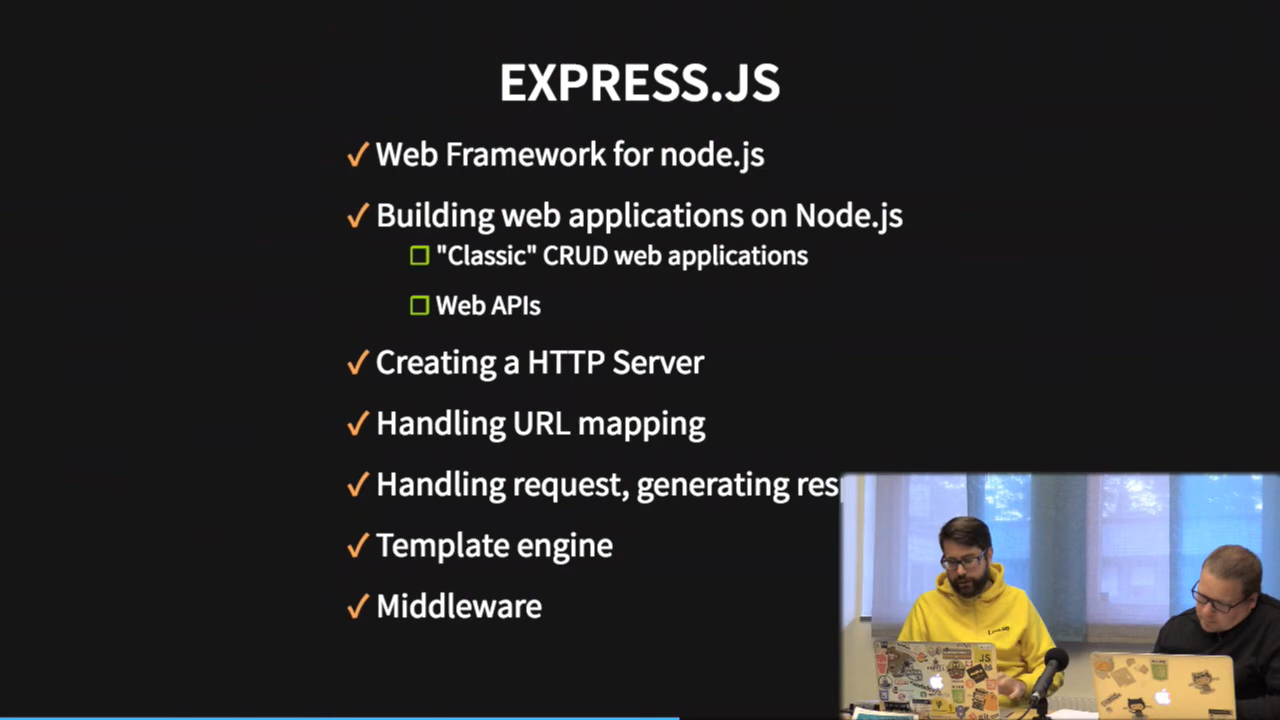 EXPRESS.JS
✓ Web Framework for node.js
✓ Building web applications on Node.js
☐ "Classic" CRUD web applications
☐ Web APIs
✓ Creating a HTTP Server
✓ Handling URL mapping
✓ Handling request, generating
✓ Template engine
✓ Middleware
JS